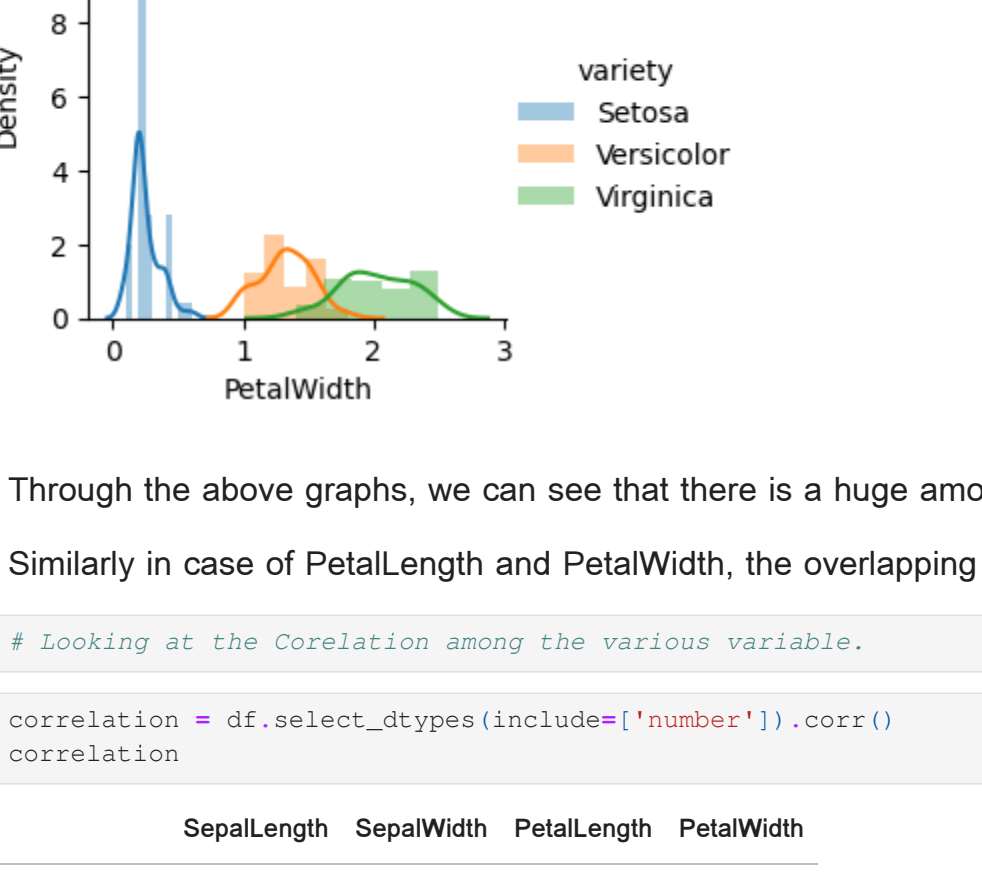 8
6
4
2
0
Density
0 1 2 3
PetalWidth
variety
Setosa
Versicolor
Virginica
Through the above graphs, we can see that there is a huge amo
Similarly in case of PetalLength and PetalWidth, the overlapping
# Looking at the Corelation among the various variable.
correlation = df.select_dtypes(include=['number']).corr()
correlation
SepalLength SepalWidth PetalLength PetalWidth